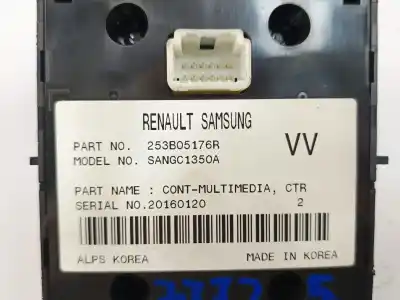 RENAULT SAMSUNG
PART NO. 253B05176R
MODEL NO. SANGC1350A
VV
PART NAME : CONT-MULTIMEDIA, CTR
SERIAL NO.20160120 2
ALPS KOREA MADE IN KOREA